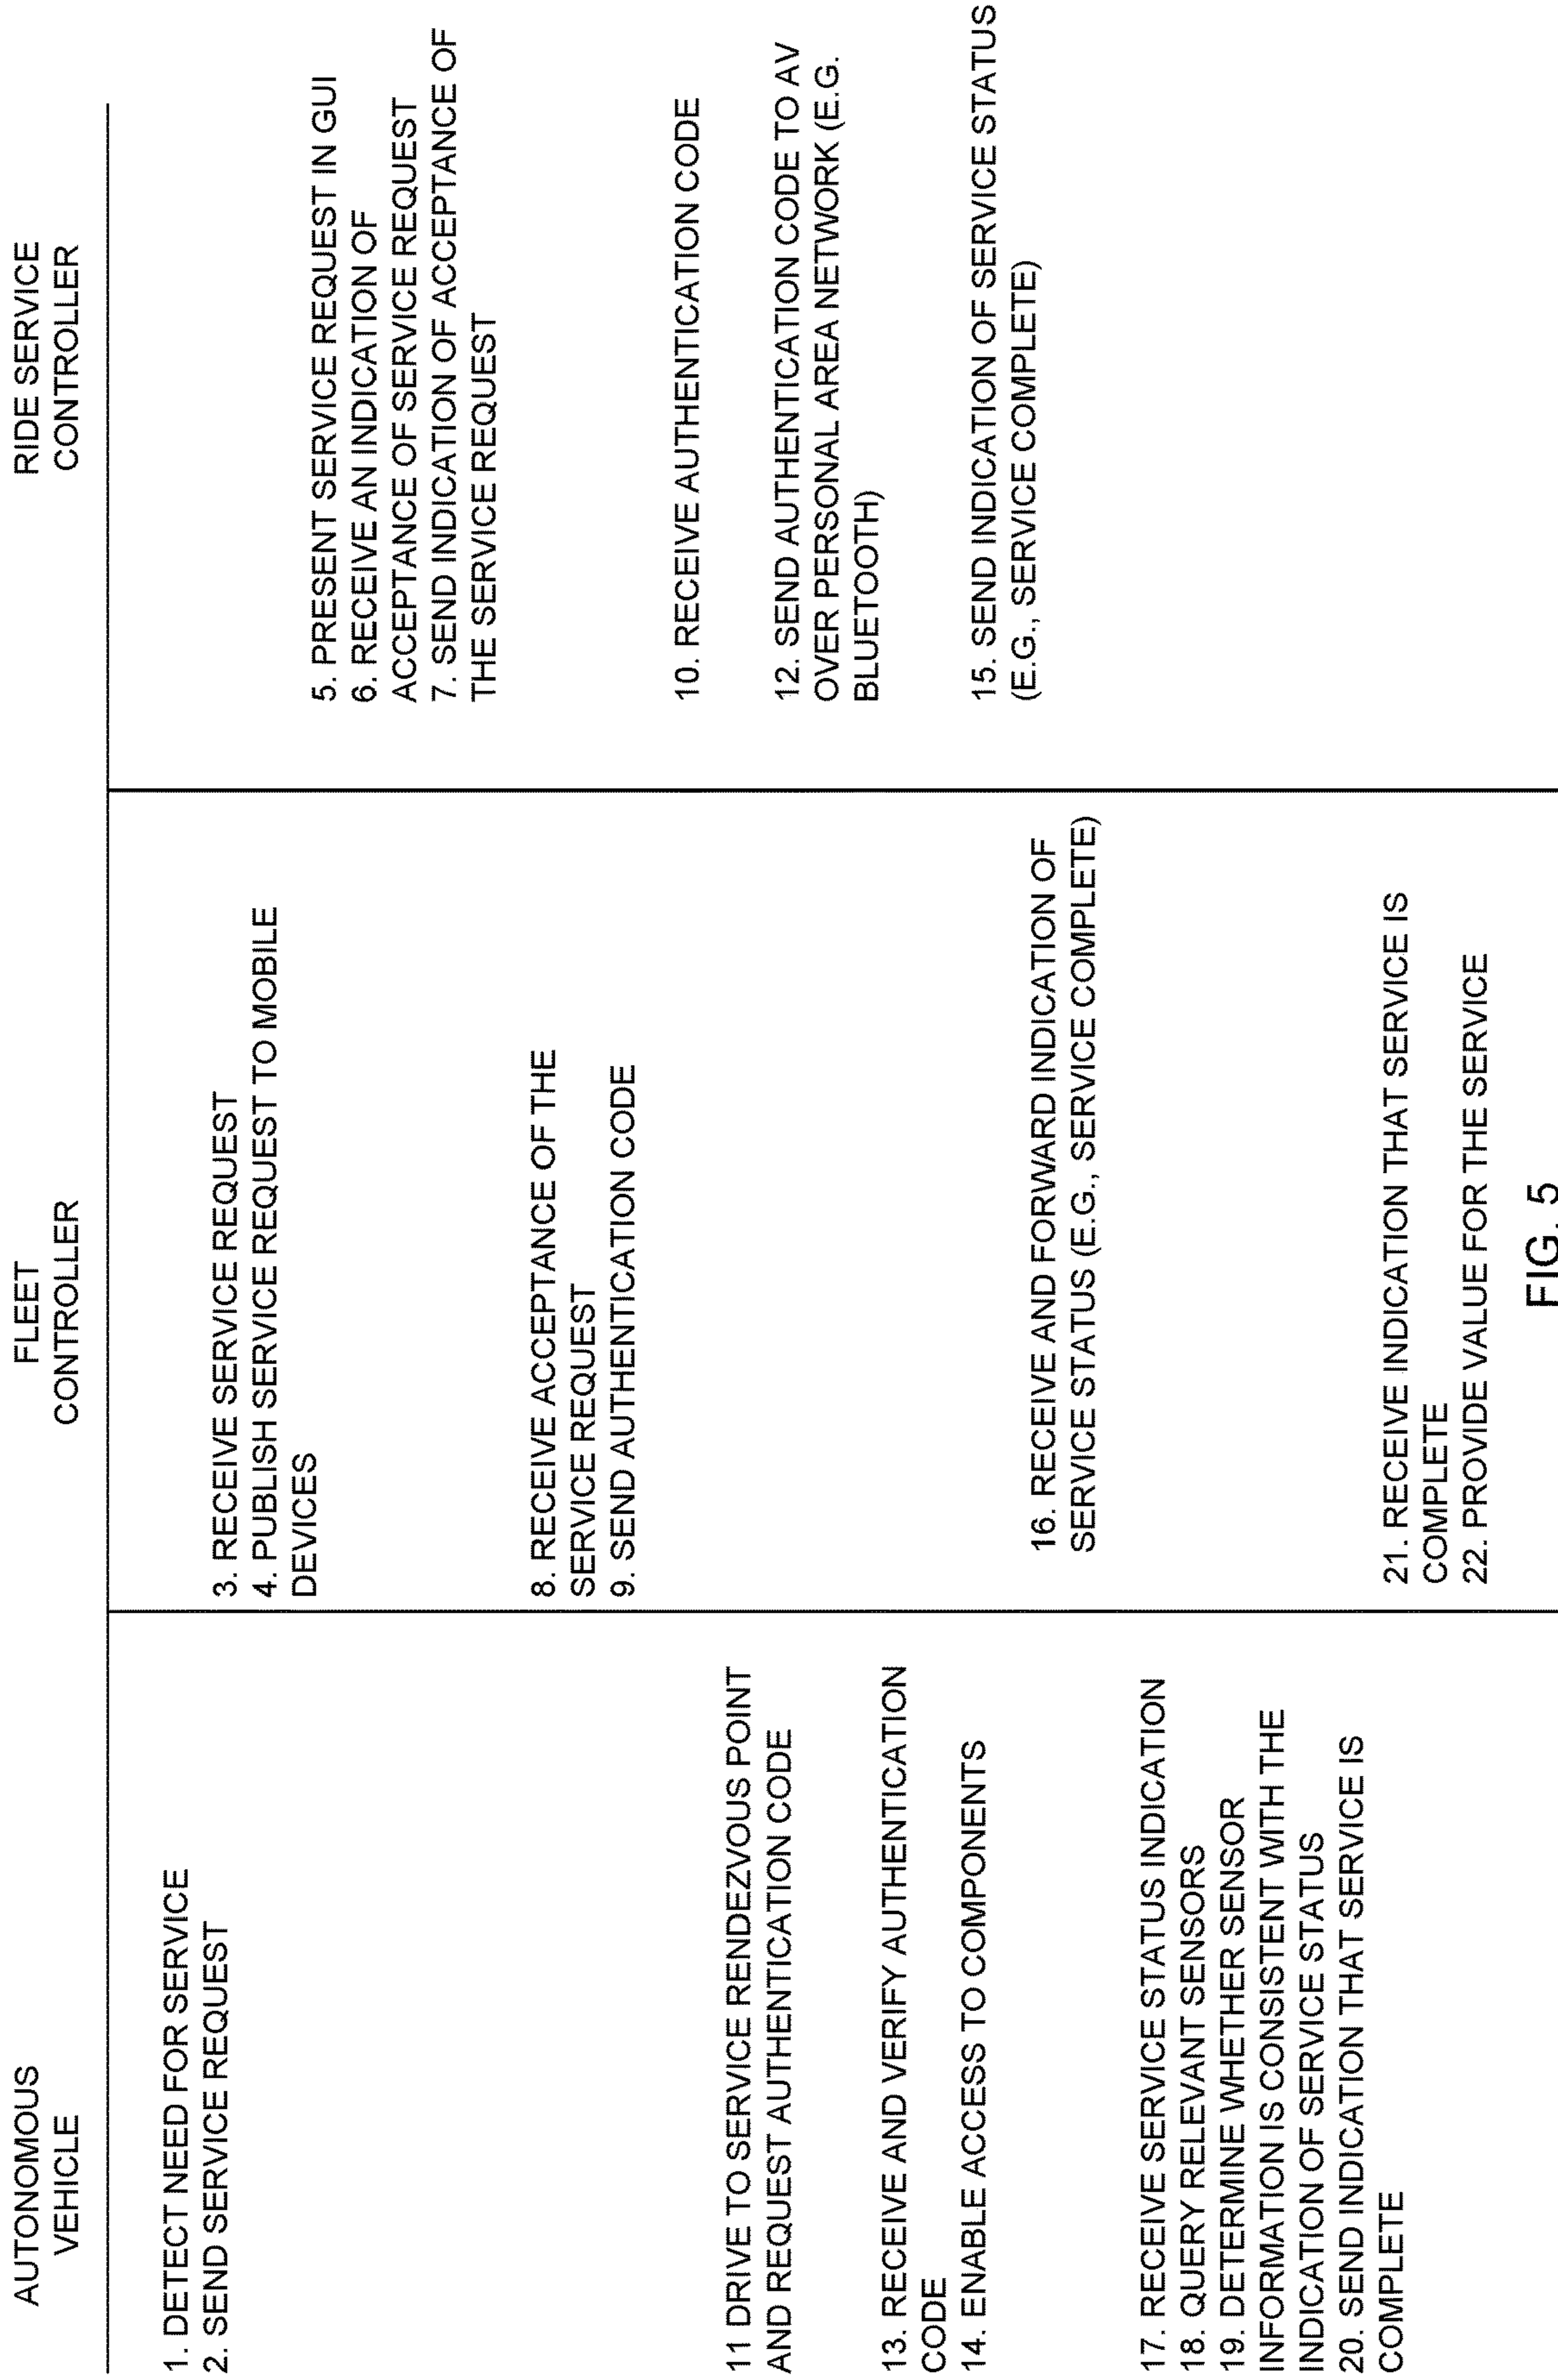 AUTONOMOUS
VEHICLE
FLEET
CONTROLLER
RIDE SERVICE
CONTROLLER
1. DETECT NEED FOR SERVICE
2. SEND SERVICE REQUEST
3. RECEIVE SERVICE REQUEST
4. PUBLISH SERVICE REQUEST TO MOBILE
DEVICES
5. PRESENT SERVICE REQUEST IN GUI
6. RECEIVE AN INDICATION OF
ACCEPTANCE OF SERVICE REQUEST
7. SEND INDICATION OF ACCEPTANCE OF
THE SERVICE REQUEST
8. RECEIVE ACCEPTANCE OF THE
SERVICE REQUEST
9. SEND AUTHENTICATION CODE
10. RECEIVE AUTHENTICATION CODE
11 DRIVE TO SERVICE RENDEZVOUS POINT
AND REQUEST AUTHENTICATION CODE
12. SEND AUTHENTICATION CODE TO AV
OVER PERSONAL AREA NETWORK (E.G.
BLUETOOTH)
13. RECEIVE AND VERIFY AUTHENTICATION
CODE
14. ENABLE ACCESS TO COMPONENTS
15. SEND INDICATION OF SERVICE STATUS
(E.G., SERVICE COMPLETE)
16. RECEIVE AND FORWARD INDICATION OF
SERVICE STATUS (E.G., SERVICE COMPLETE)
17. RECEIVE SERVICE STATUS INDICATION
18. QUERY RELEVANT SENSORS
19. DETERMINE WHETHER SENSOR
INFORMATION IS CONSISTENT WITH THE
INDICATION OF SERVICE STATUS
20. SEND INDICATION THAT SERVICE IS
COMPLETE
21. RECEIVE INDICATION THAT SERVICE IS
COMPLETE
22. PROVIDE VALUE FOR THE SERVICE
FIG. 5